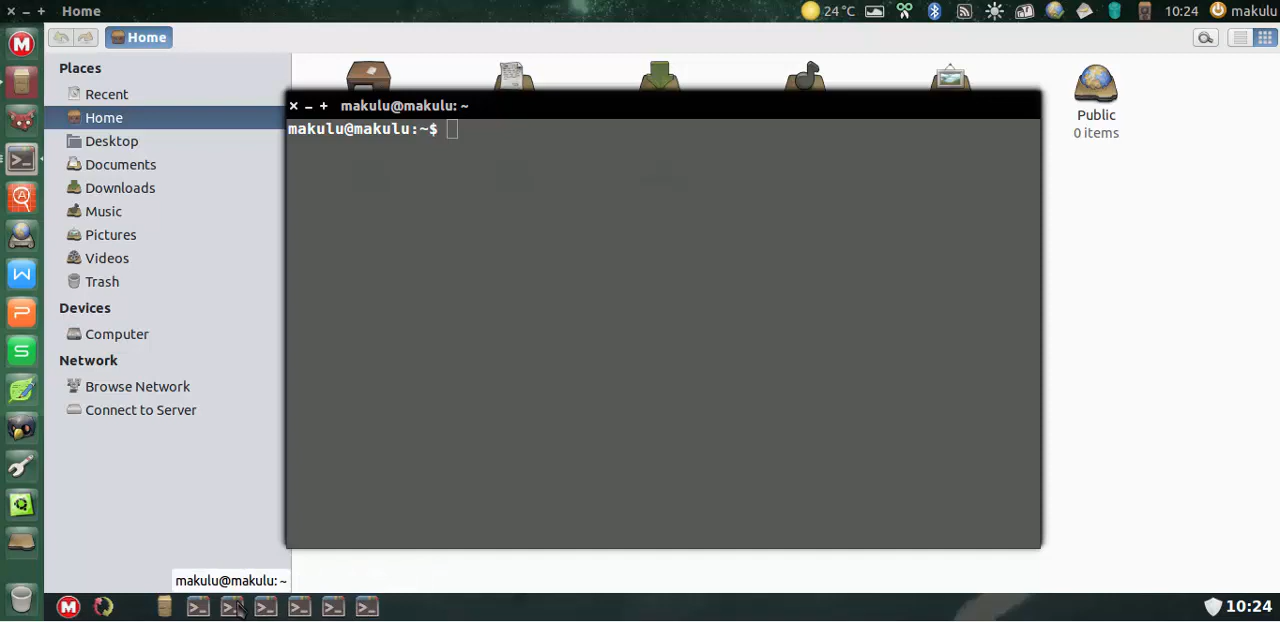 Home
24°C
10:24
makulu
Home
Places
Recent
Home
Desktop
Documents
Downloads
Music
Pictures
Videos
Trash
Devices
Computer
Network
Browse Network
Connect to Server
makulu@makulu: ~
makulu@makulu:~$
Public
0 items
makulu@makulu: ~
10:24